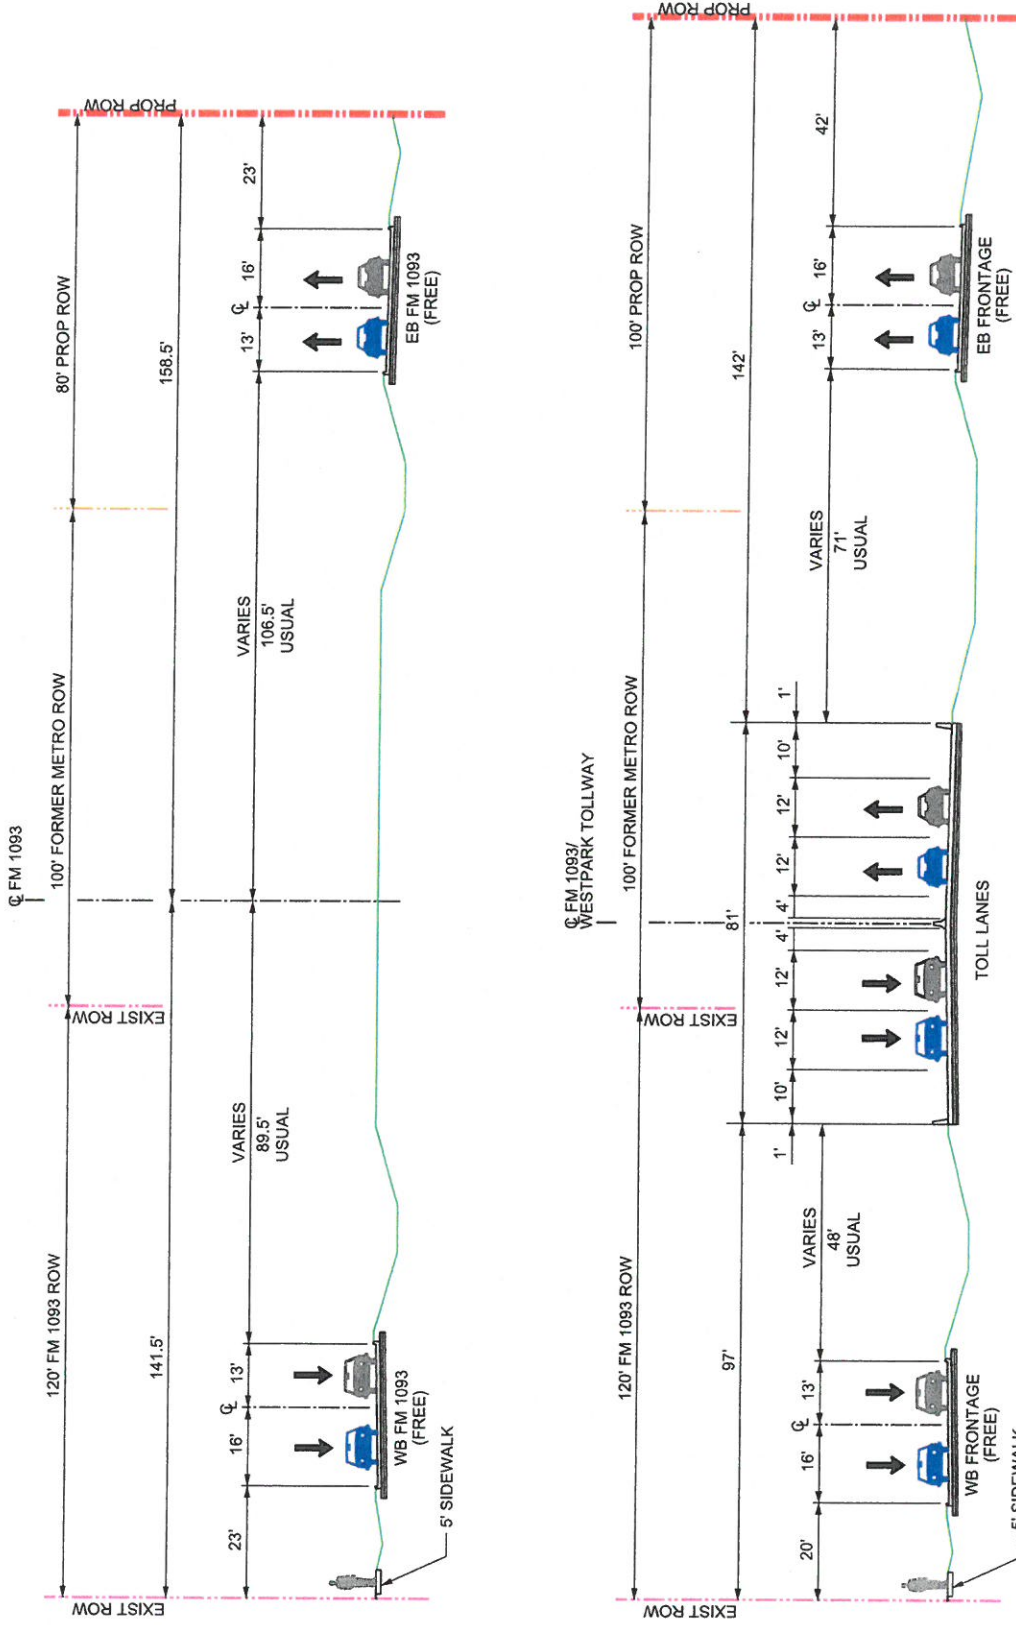 ℄ FM 1093
120' FM 1093 ROW
100' FORMER METRO ROW
80' PROP ROW
EXIST ROW
EXIST ROW
PROP ROW
141.5'
158.5'
23'
16'
℄
13'
VARIES
89.5'
USUAL
VARIES
106.5'
USUAL
13'
℄
16'
23'
WB FM 1093
(FREE)
5' SIDEWALK
EB FM 1093
(FREE)
℄ FM 1093/
WESTPARK TOLLWAY
120' FM 1093 ROW
100' FORMER METRO ROW
100' PROP ROW
EXIST ROW
EXIST ROW
PROP ROW
97'
81'
142'
20'
16'
℄
13'
VARIES
48'
USUAL
1'
10'
12'
12'
4'
4'
12'
12'
10'
1'
VARIES
71'
USUAL
13'
℄
16'
42'
WB FRONTAGE
(FREE)
5' SIDEWALK
TOLL LANES
EB FRONTAGE
(FREE)